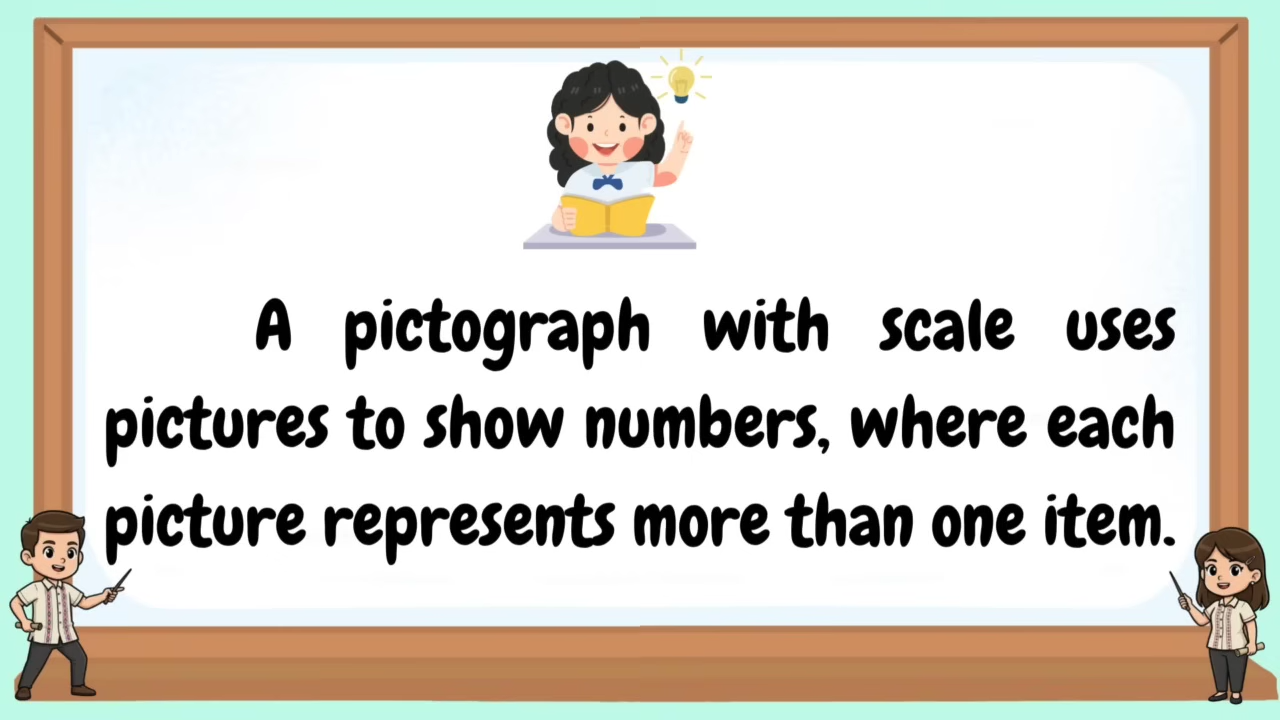 A pictograph with scale uses
pictures to show numbers, where each
picture represents more than one item.